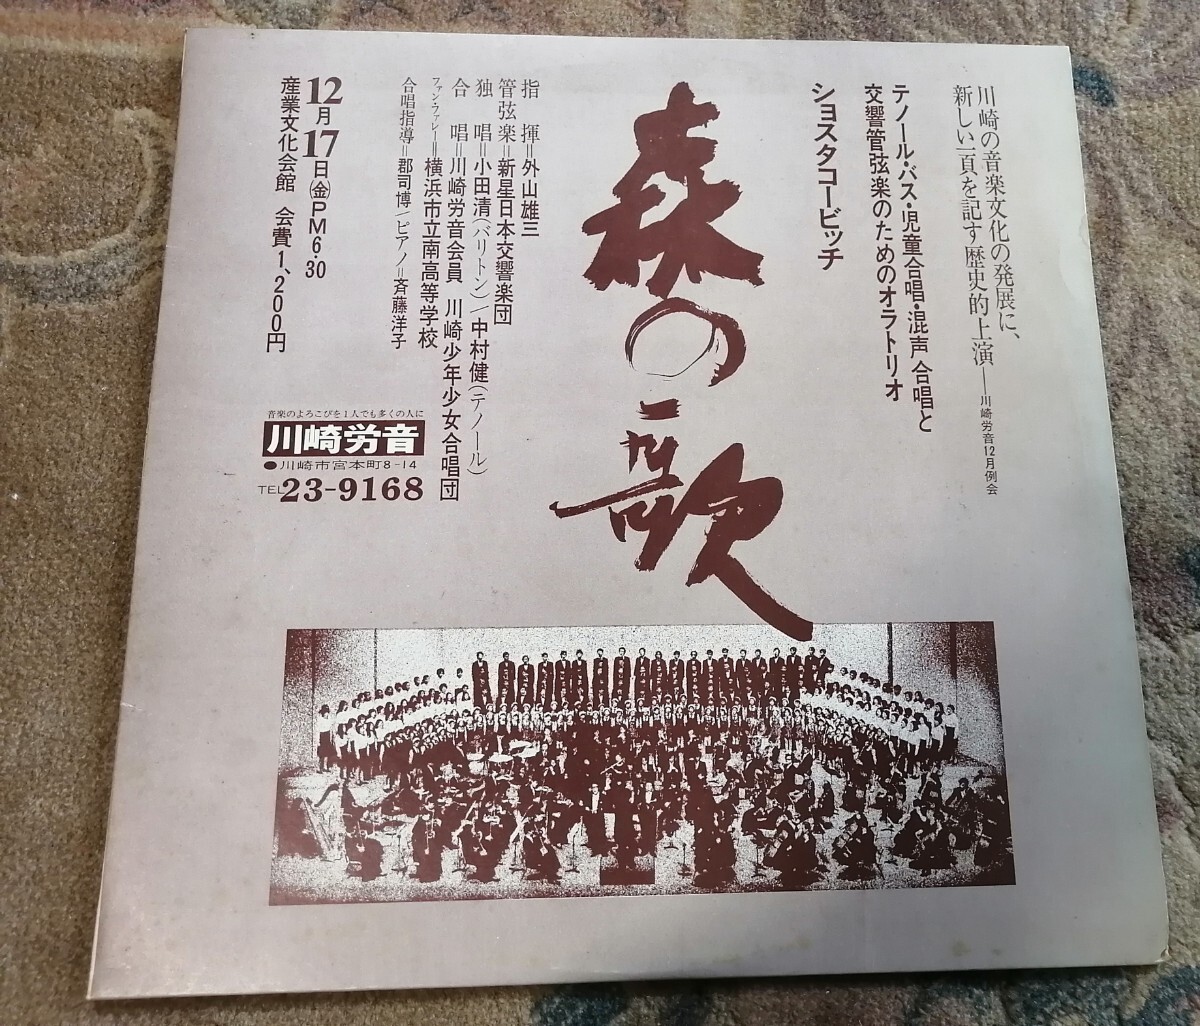 川崎の音楽文化の発展に、
新しい一頁を記す歴史的上演―川崎労音12月例会
テノール・バス・児童合唱・混声合唱と
交響管弦楽のためのオラトリオ
ショスタコービッチ
森の歌
指揮＝外山雄三
管弦楽＝新星日本交響楽団
独唱＝小田清（バリトン）／中村健（テノール）
合唱＝川崎労音会員 川崎少年少女合唱団
ファンファーレ＝横浜市立南高等学校
合唱指導＝郡司博／ピアノ＝斉藤洋子
12月17日㈮PM6・30
産業文化会館 会費1、200円
音楽のよろこびを1人でも多くの人に
川崎労音
●川崎市宮本町8-14
TEL23-9168